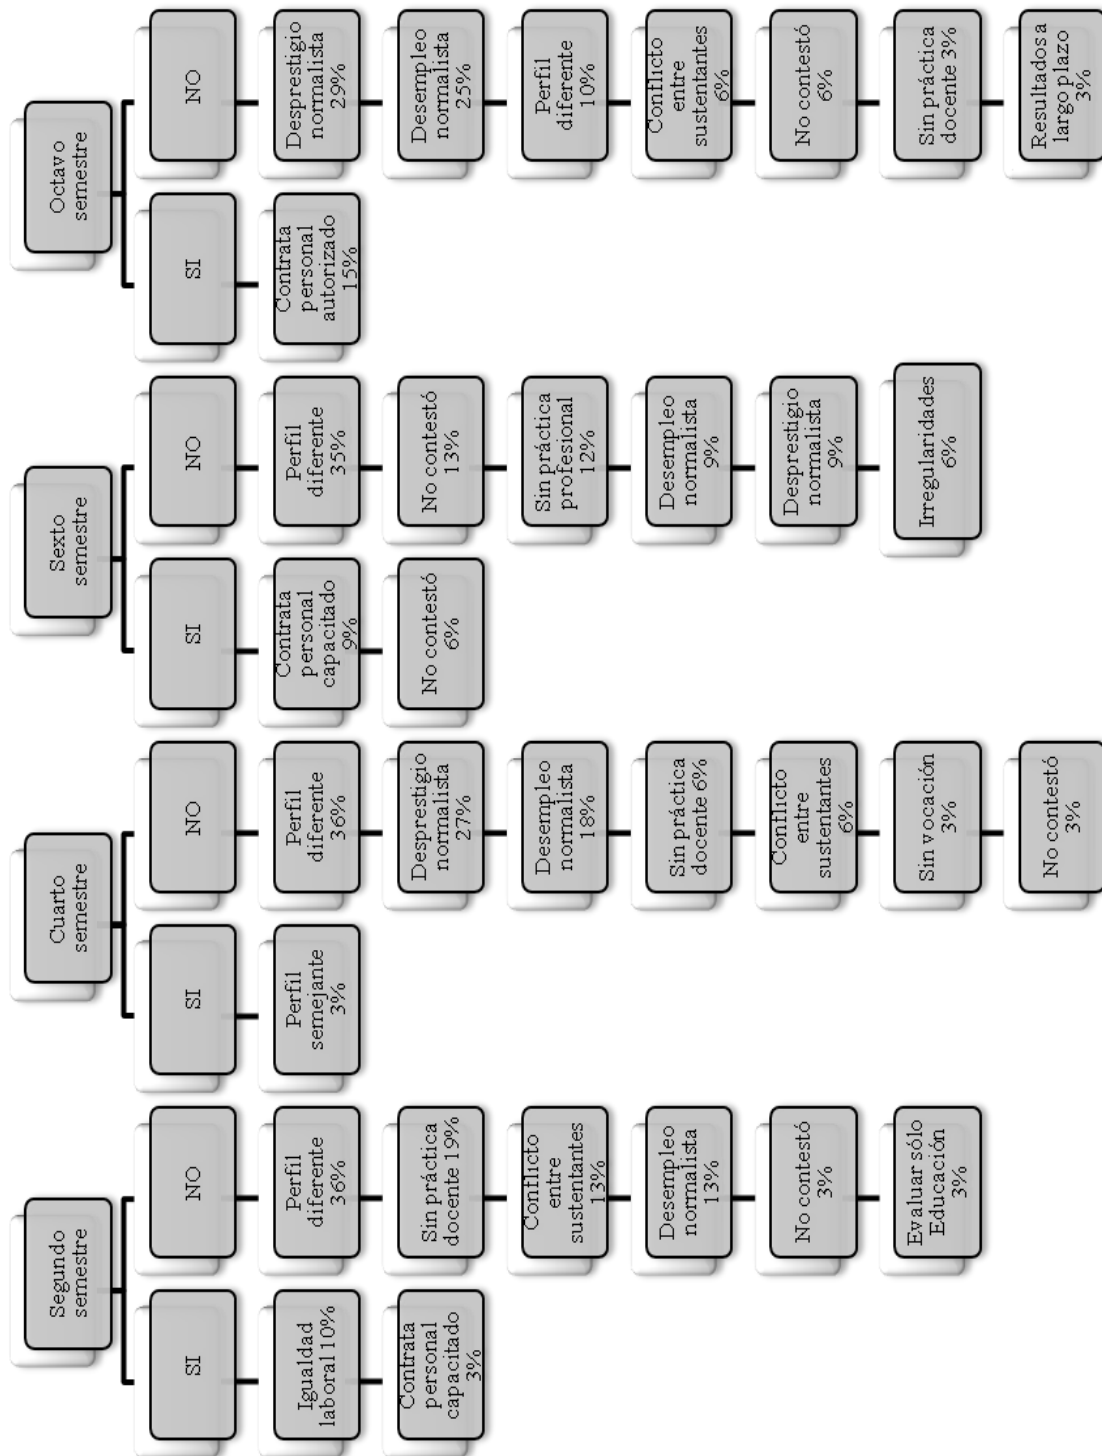 Segundo
semestre
SI
Igualdad
laboral 10%
Contrata
personal
capacitado
3%
NO
Perfil
diferente
36%
Sin práctica
docente 19%
Conflicto
entre
sustentantes
13%
Desempleo
normalista
13%
No contestó
3%
Evaluar sólo
Educación
3%
Cuarto
semestre
SI
Perfil
semejante
3%
NO
Perfil
diferente
36%
Desprestigio
normalista
27%
Desempleo
normalista
18%
Sin práctica
docente 6%
Conflicto
entre
sustentantes
6%
Sin vocación
3%
No contestó
3%
Sexto
semestre
SI
Contrata
personal
capacitado
9%
No contestó
6%
NO
Perfil
diferente
35%
No contestó
13%
Sin práctica
profesional
12%
Desempleo
normalista
9%
Desprestigio
normalista
9%
Irregularidades
6%
Octavo
semestre
SI
Contrata
personal
autorizado
15%
NO
Desprestigio
normalista
29%
Desempleo
normalista
25%
Perfil
diferente
10%
Conflicto
entre
sustentantes
6%
No contestó
6%
Sin práctica
docente 3%
Resultados a
largo plazo
3%